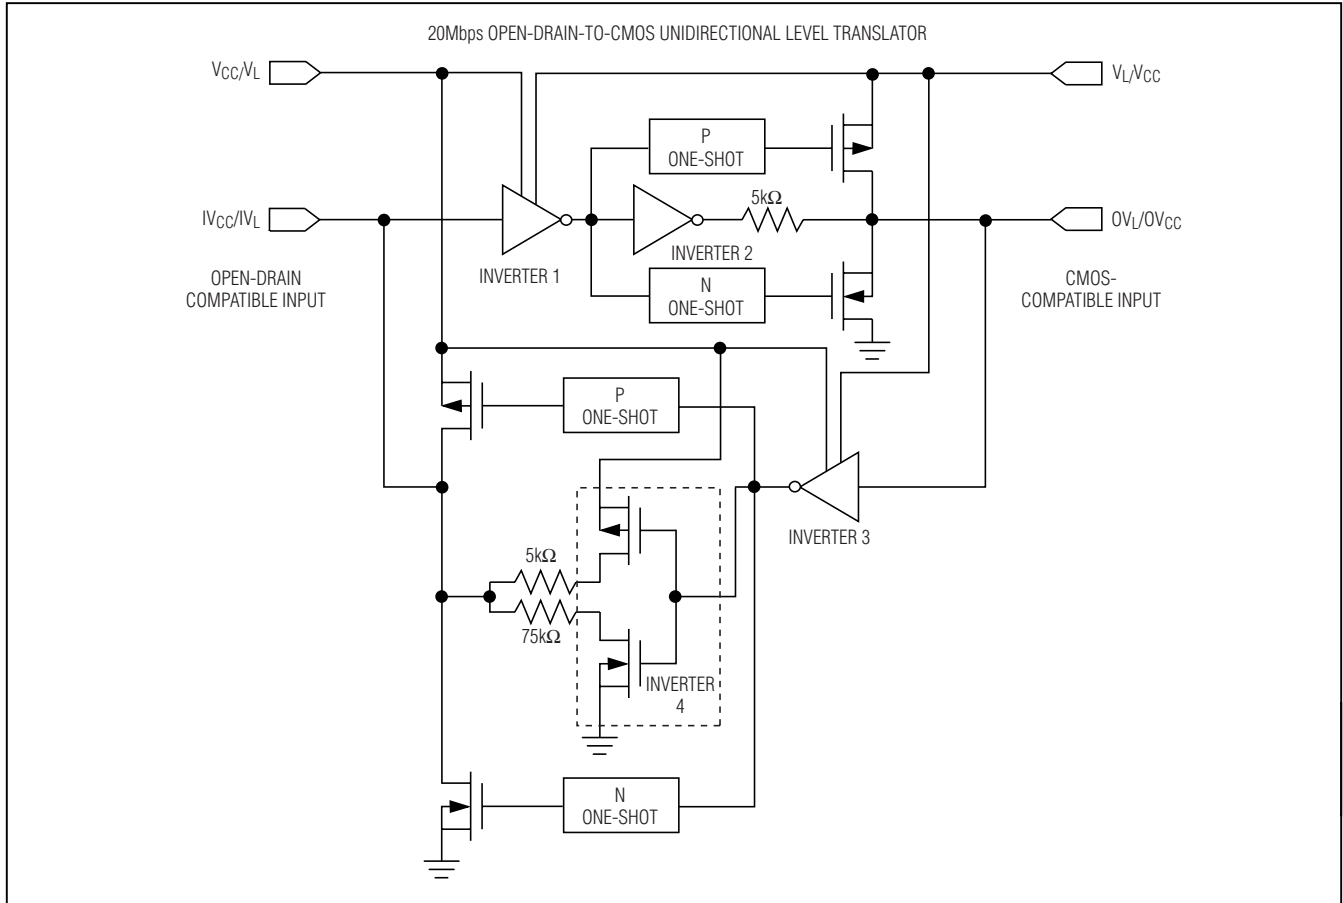 20Mbps OPEN-DRAIN-TO-CMOS UNIDIRECTIONAL LEVEL TRANSLATOR
VCC/VL
VL/VCC
P
ONE-SHOT
5kΩ
IVCC/IVL
OVL/OVCC
INVERTER 1
INVERTER 2
OPEN-DRAIN
COMPATIBLE INPUT
N
ONE-SHOT
CMOS-
COMPATIBLE INPUT
P
ONE-SHOT
INVERTER 3
5kΩ
75kΩ
INVERTER
4
N
ONE-SHOT